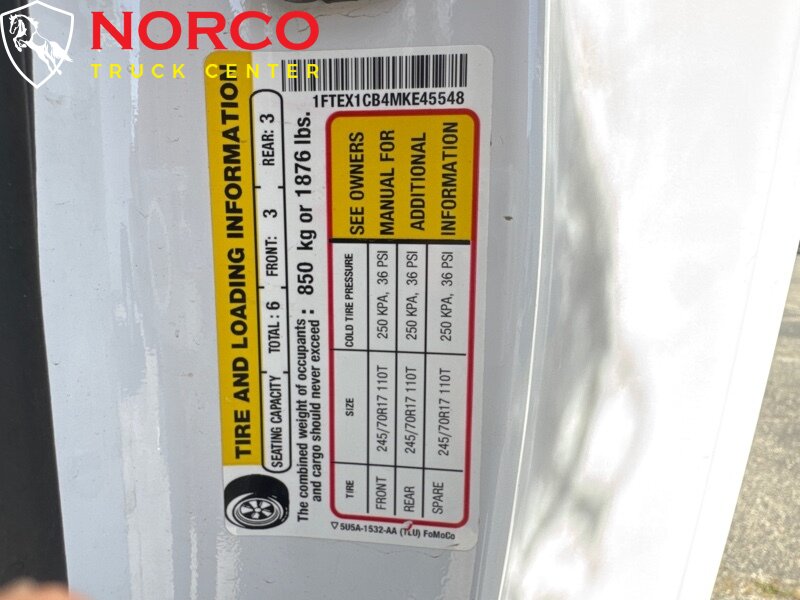 NORCO
TRUCK CENTER
1FTEX1CB4MKE45548
TIRE AND LOADING INFORMATION
SEATING CAPACITY TOTAL: 6 FRONT: 3 REAR: 3
The combined weight of occupants
and cargo should never exceed: 850 kg or 1876 lbs.
TIRE SIZE COLD TIRE PRESSURE
FRONT 245/70R17 110T 250 KPA, 36 PSI
REAR 245/70R17 110T 250 KPA, 36 PSI
SPARE 245/70R17 110T 250 KPA, 36 PSI
SEE OWNERS
MANUAL FOR
ADDITIONAL
INFORMATION
5U5A-1532-AA (TLU) FoMoCo